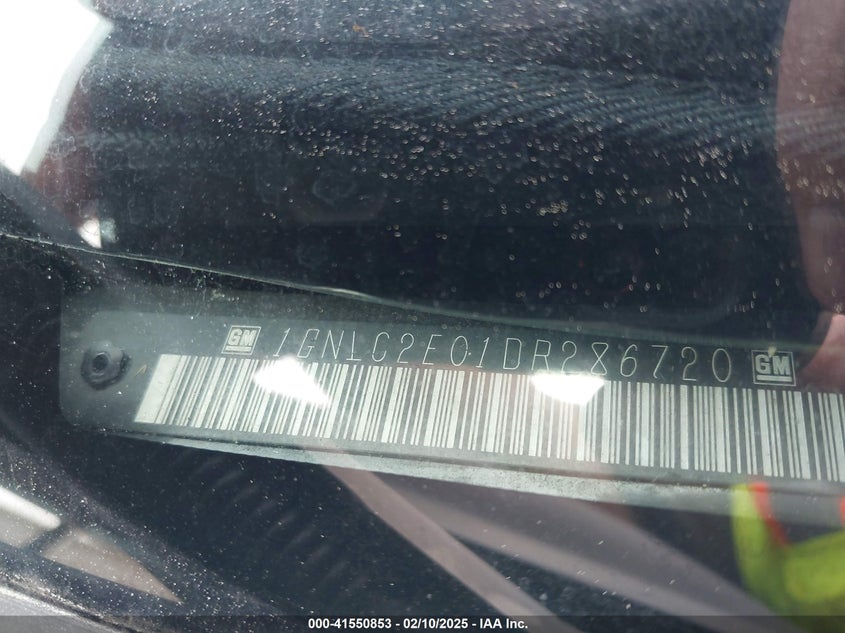 GM 1GNLC2E01DR286720 GM
000-41550853 - 02/10/2025 - IAA Inc.